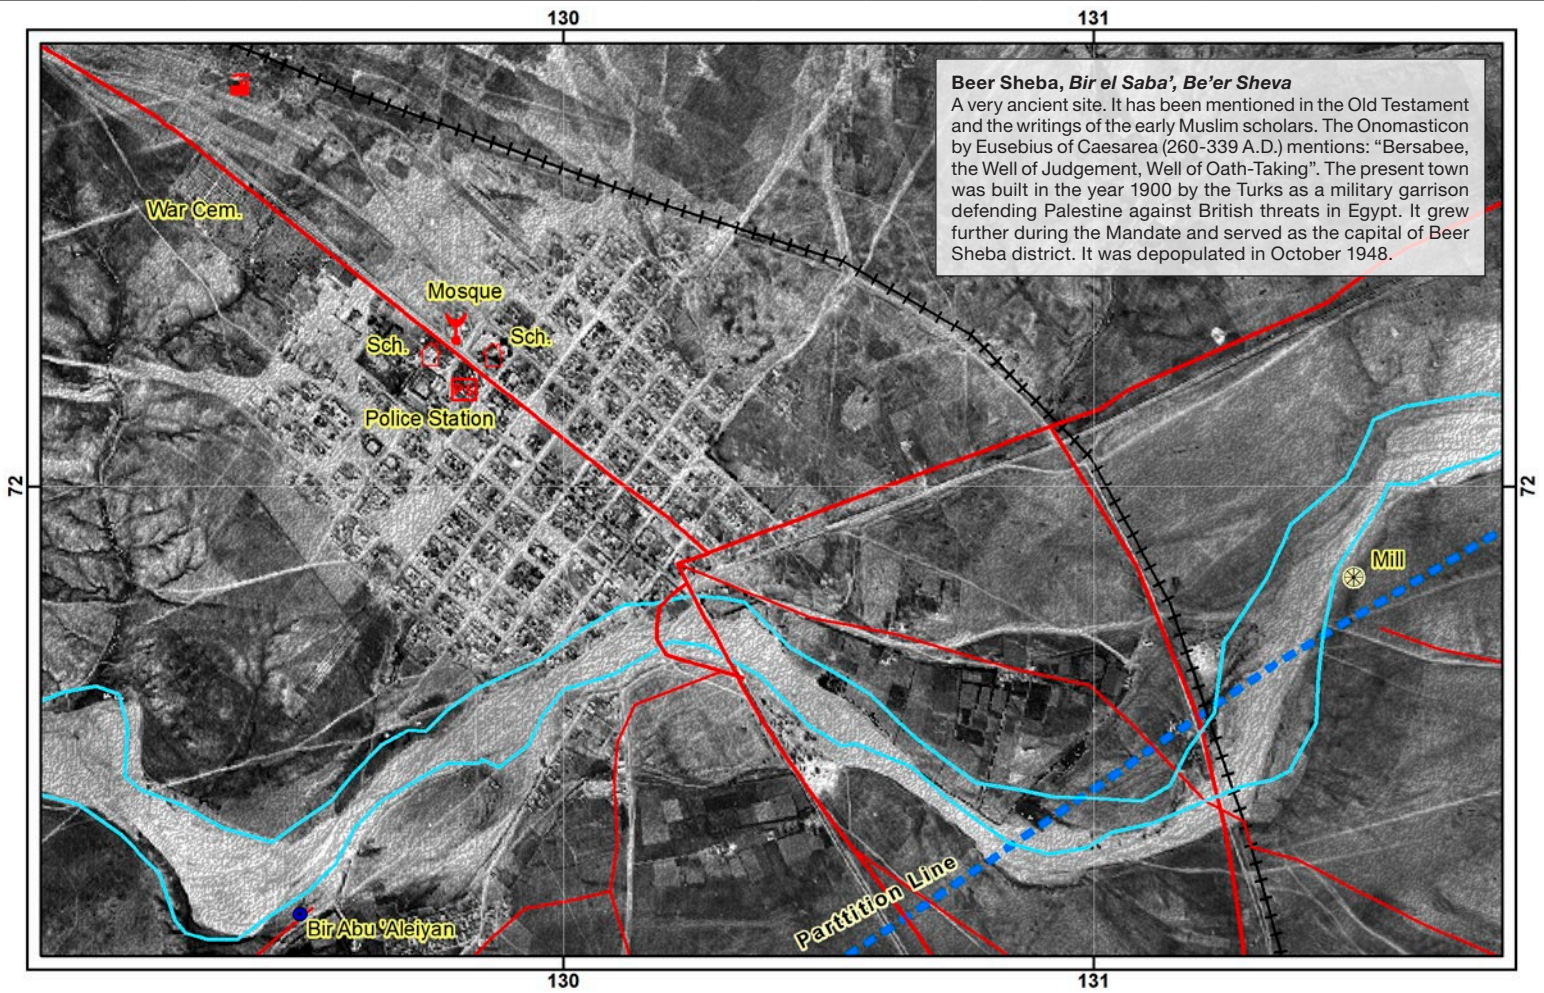 130 131
Beer Sheba, Bir el Saba', Be'er Sheva
A very ancient site. It has been mentioned in the Old Testament
and the writings of the early Muslim scholars. The Onomasticon
by Eusebius of Caesarea (260-339 A.D.) mentions: “Bersabee,
the Well of Judgement, Well of Oath-Taking”. The present town
was built in the year 1900 by the Turks as a military garrison
defending Palestine against British threats in Egypt. It grew
further during the Mandate and served as the capital of Beer
Sheba district. It was depopulated in October 1948.
War Cem.
Mosque
Sch.
Sch.
Police Station
72 72
Mill
Parttition Line
Bir Abu 'Aleiyan
130 131